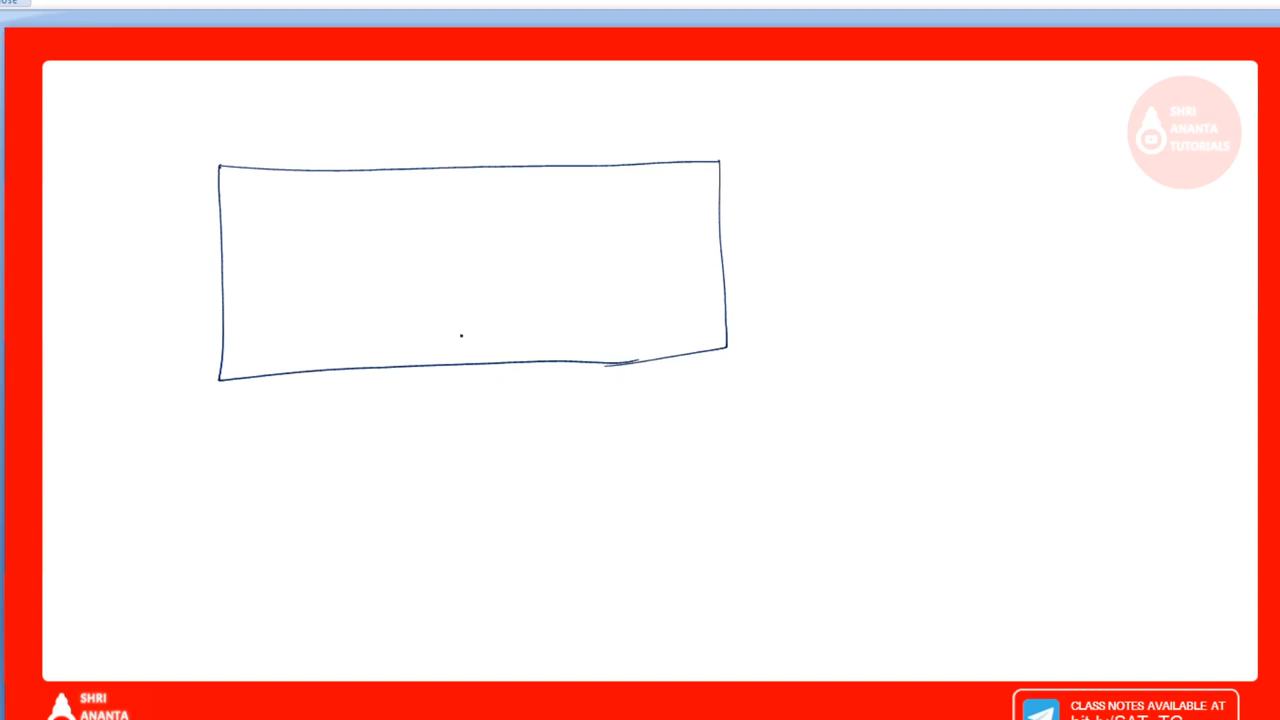 SHRI
ANANTA
TUTORIALS
SHRI
ANANTA
CLASS NOTES AVAILABLE AT